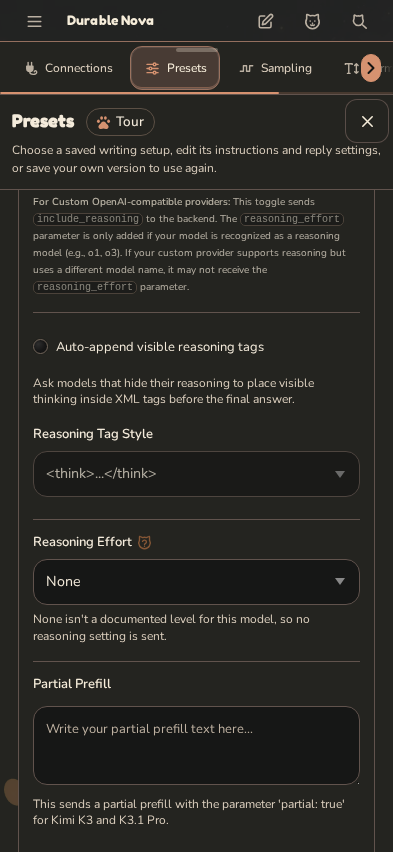 Durable Nova
Connections
Presets
Sampling
Presets
Tour
Choose a saved writing setup, edit its instructions and reply settings,
or save your own version to use again.
For Custom OpenAI-compatible providers: This toggle sends
include_reasoning to the backend. The reasoning_effort
parameter is only added if your model is recognized as a reasoning
model (e.g., o1, o3). If your custom provider supports reasoning but
uses a different model name, it may not receive the
reasoning_effort parameter.
Auto-append visible reasoning tags
Ask models that hide their reasoning to place visible
thinking inside XML tags before the final answer.
Reasoning Tag Style
<think>...</think>
Reasoning Effort
None
None isn't a documented level for this model, so no
reasoning setting is sent.
Partial Prefill
Write your partial prefill text here...
This sends a partial prefill with the parameter 'partial: true'
for Kimi K3 and K3.1 Pro.